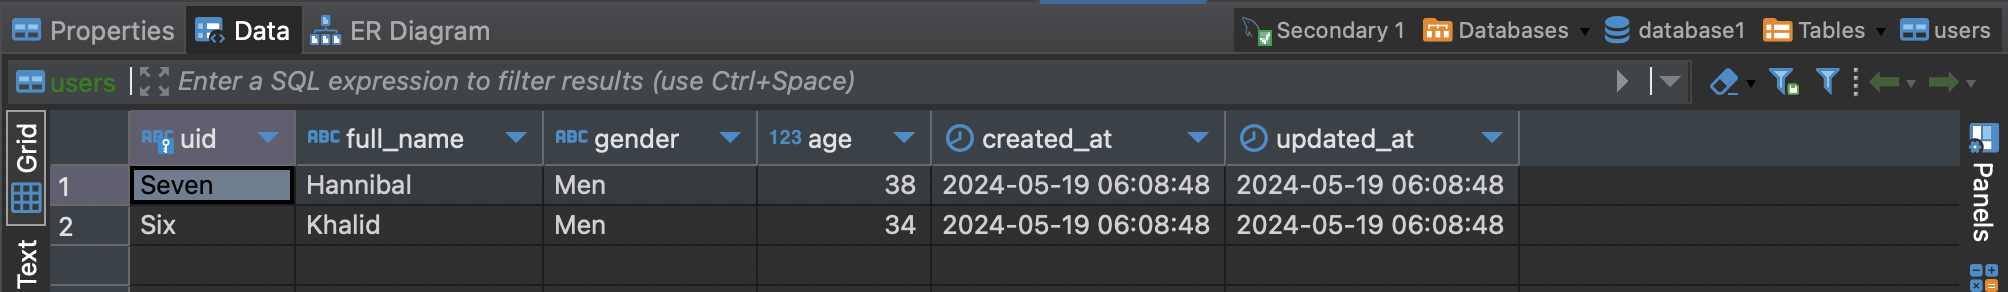 Properties Data ER Diagram Secondary 1 Databases database1 Tables users
users Enter a SQL expression to filter results (use Ctrl+Space)
Grid
Text
ABC uid ABC full_name ABC gender 123 age created_at updated_at
1 Seven Hannibal Men 38 2024-05-19 06:08:48 2024-05-19 06:08:48
2 Six Khalid Men 34 2024-05-19 06:08:48 2024-05-19 06:08:48
Panels